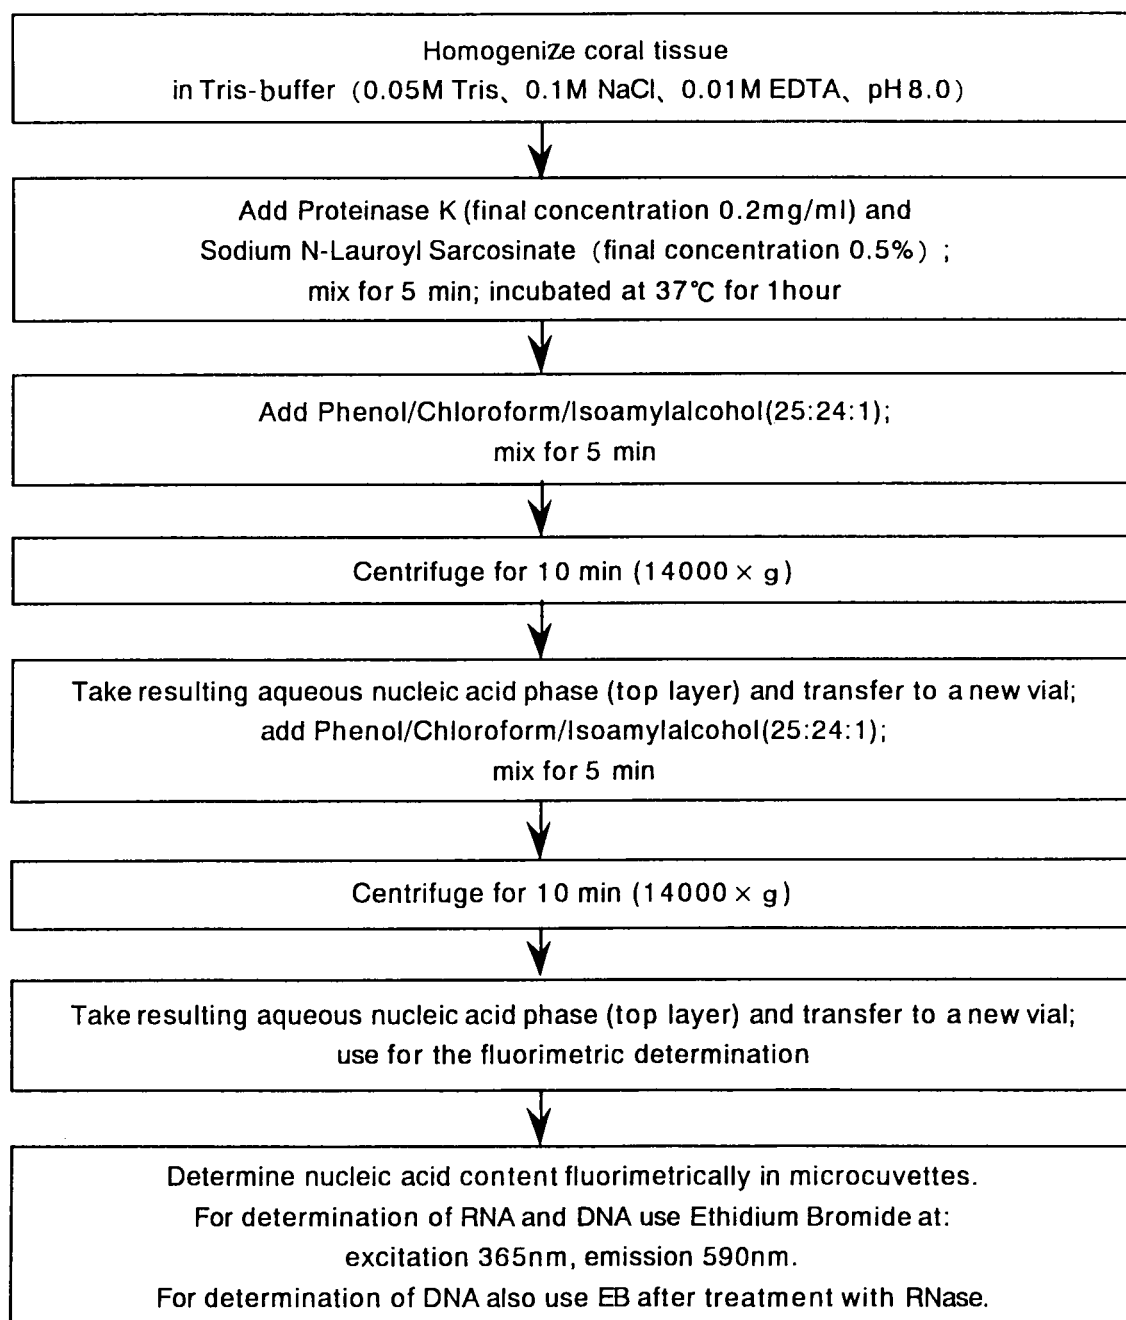 Homogenize coral tissue
in Tris-buffer (0.05M Tris、0.1M NaCl、0.01M EDTA、pH 8.0)
Add Proteinase K (final concentration 0.2mg/ml) and
Sodium N-Lauroyl Sarcosinate (final concentration 0.5%) ;
mix for 5 min; incubated at 37℃ for 1hour
Add Phenol/Chloroform/Isoamylalcohol(25:24:1);
mix for 5 min
Centrifuge for 10 min (14000 × g)
Take resulting aqueous nucleic acid phase (top layer) and transfer to a new vial;
add Phenol/Chloroform/Isoamylalcohol(25:24:1);
mix for 5 min
Centrifuge for 10 min (14000 × g)
Take resulting aqueous nucleic acid phase (top layer) and transfer to a new vial;
use for the fluorimetric determination
Determine nucleic acid content fluorimetrically in microcuvettes.
For determination of RNA and DNA use Ethidium Bromide at:
excitation 365nm, emission 590nm.
For determination of DNA also use EB after treatment with RNase.